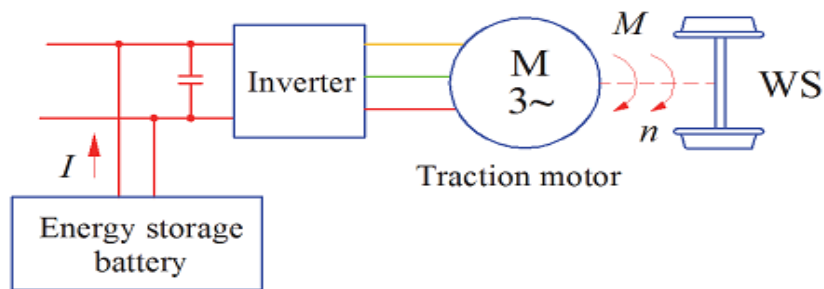 M
Inverter
M
3~
WS
n
I
Traction motor
Energy storage
battery